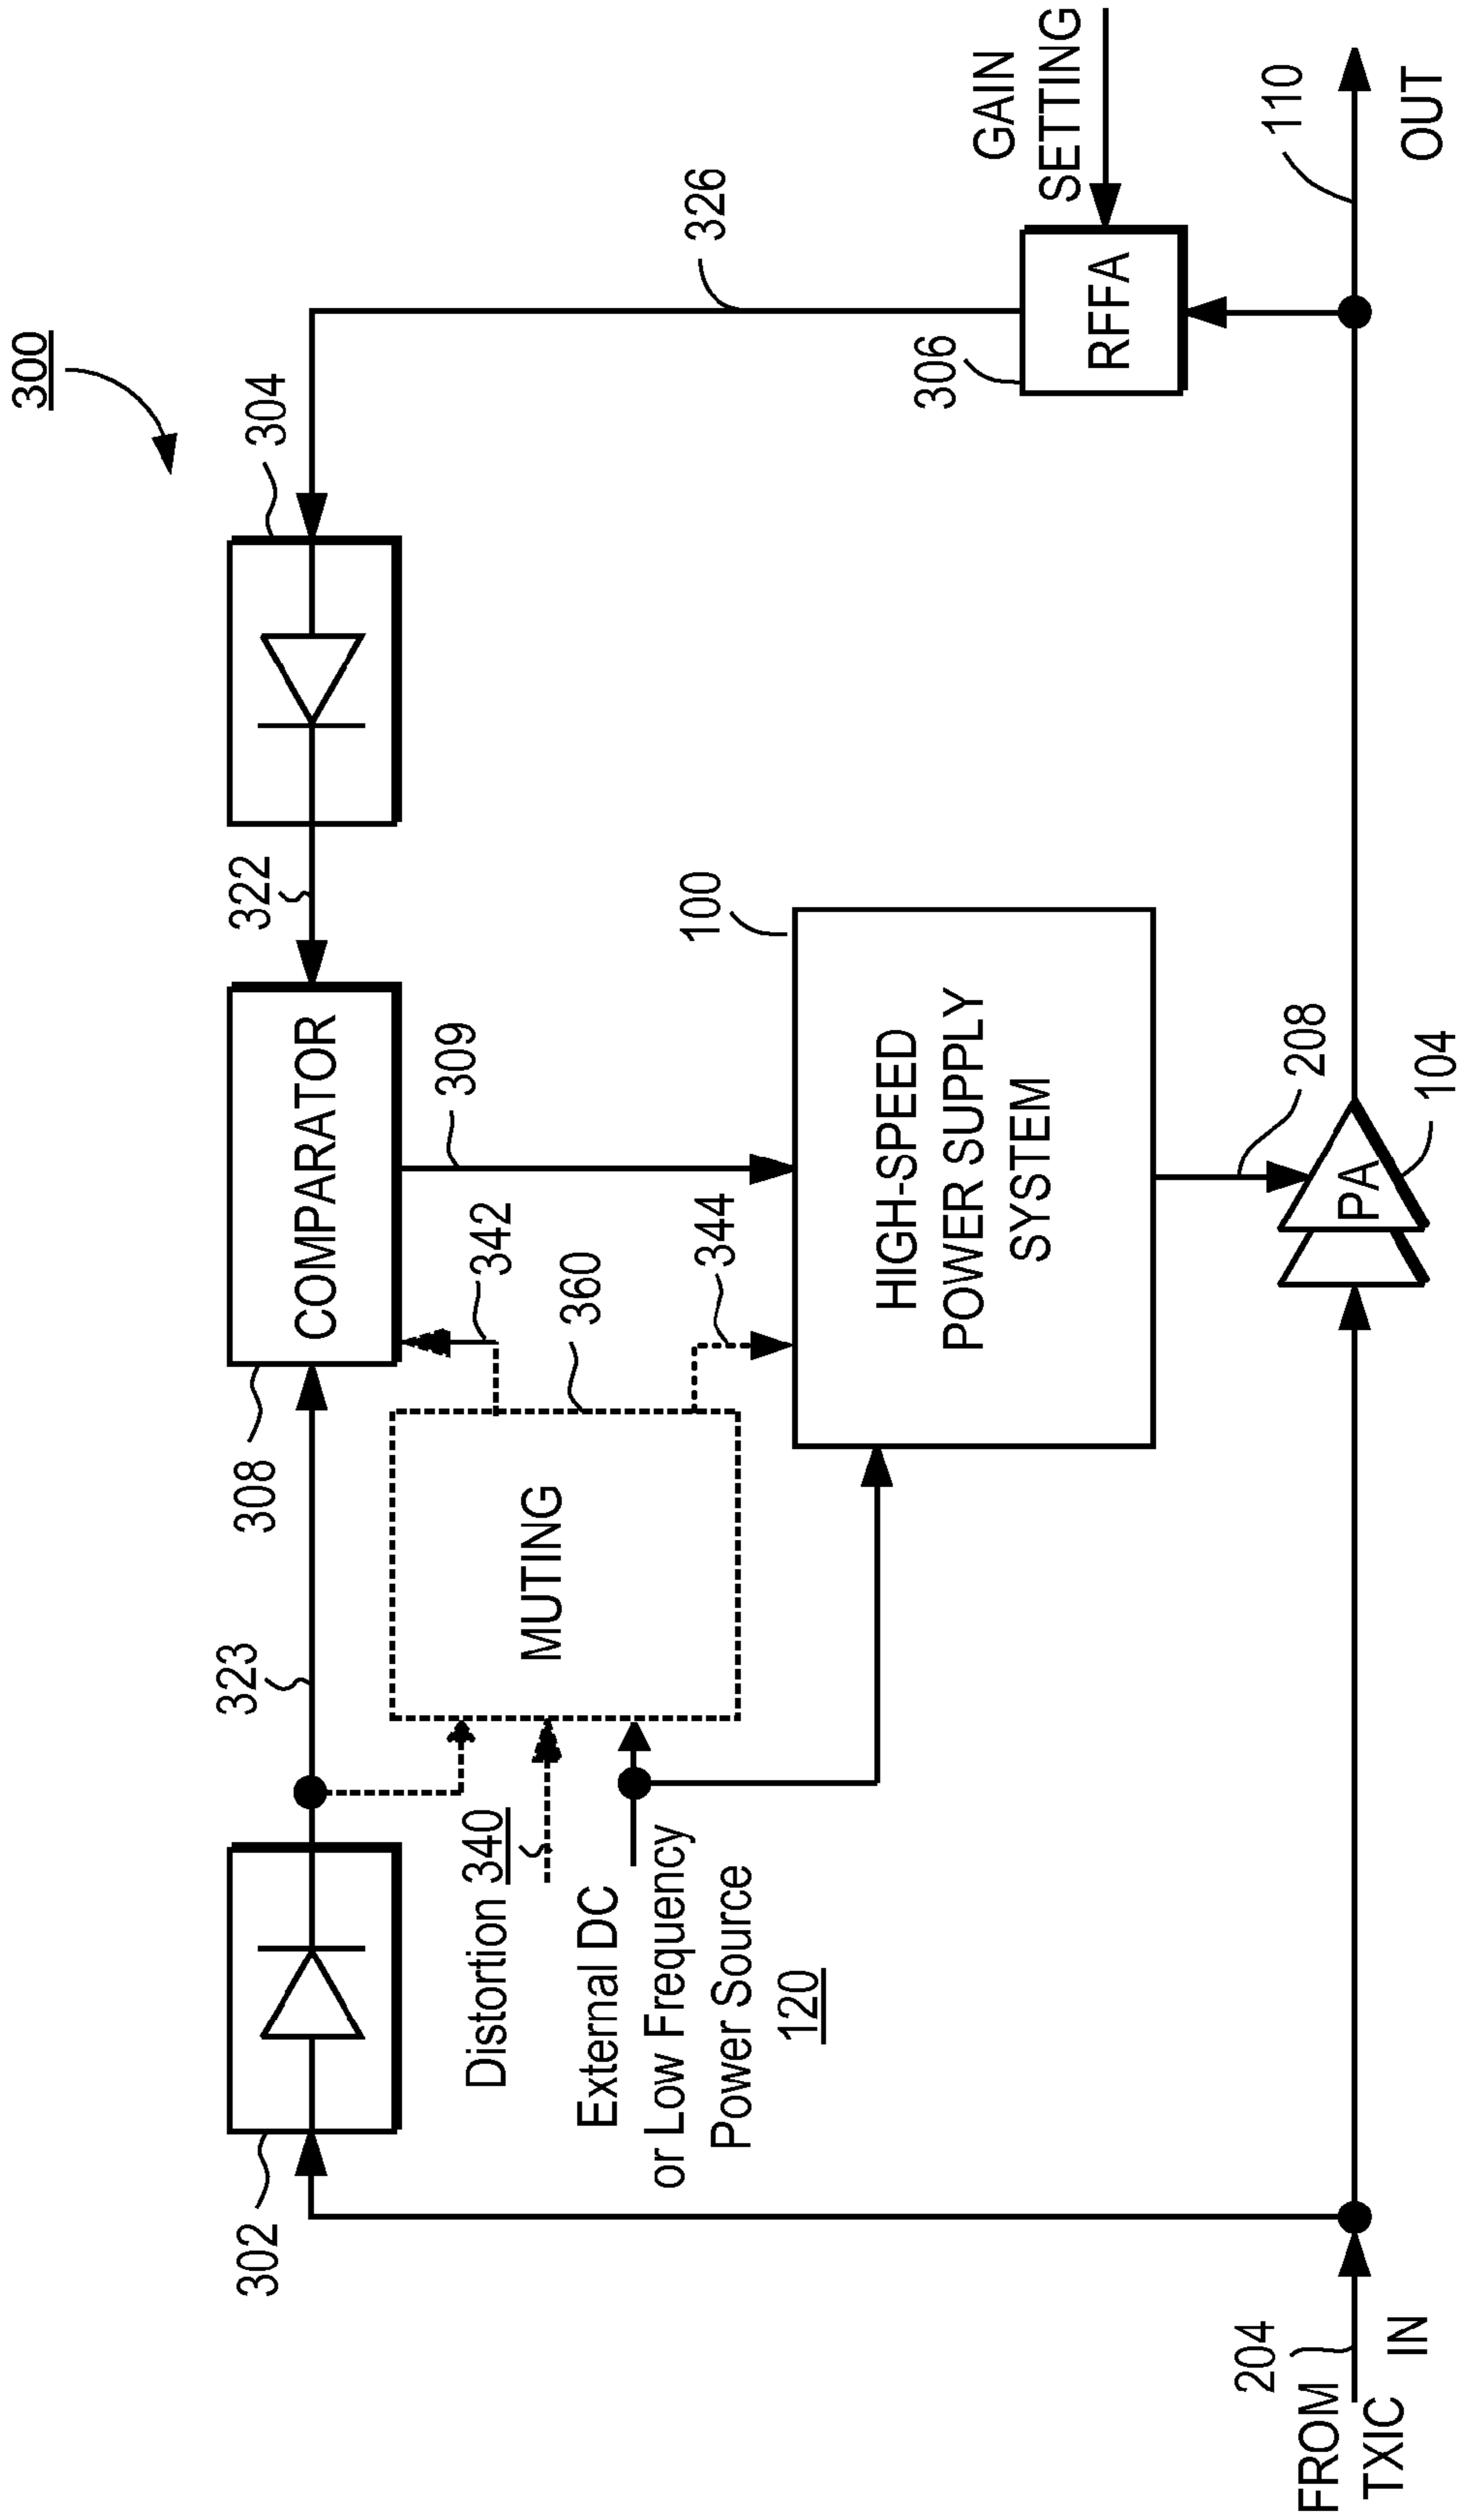 300
304
322
326
302
323
308
COMPARATOR
309
342
360
344
100
MUTING
Distortion 340
External DC
or Low Frequency
Power Source
120
HIGH-SPEED
POWER SUPPLY
SYSTEM
306
RFFA
GAIN
SETTING
208
PA
104
110
OUT
204
FROM
TXIC
IN